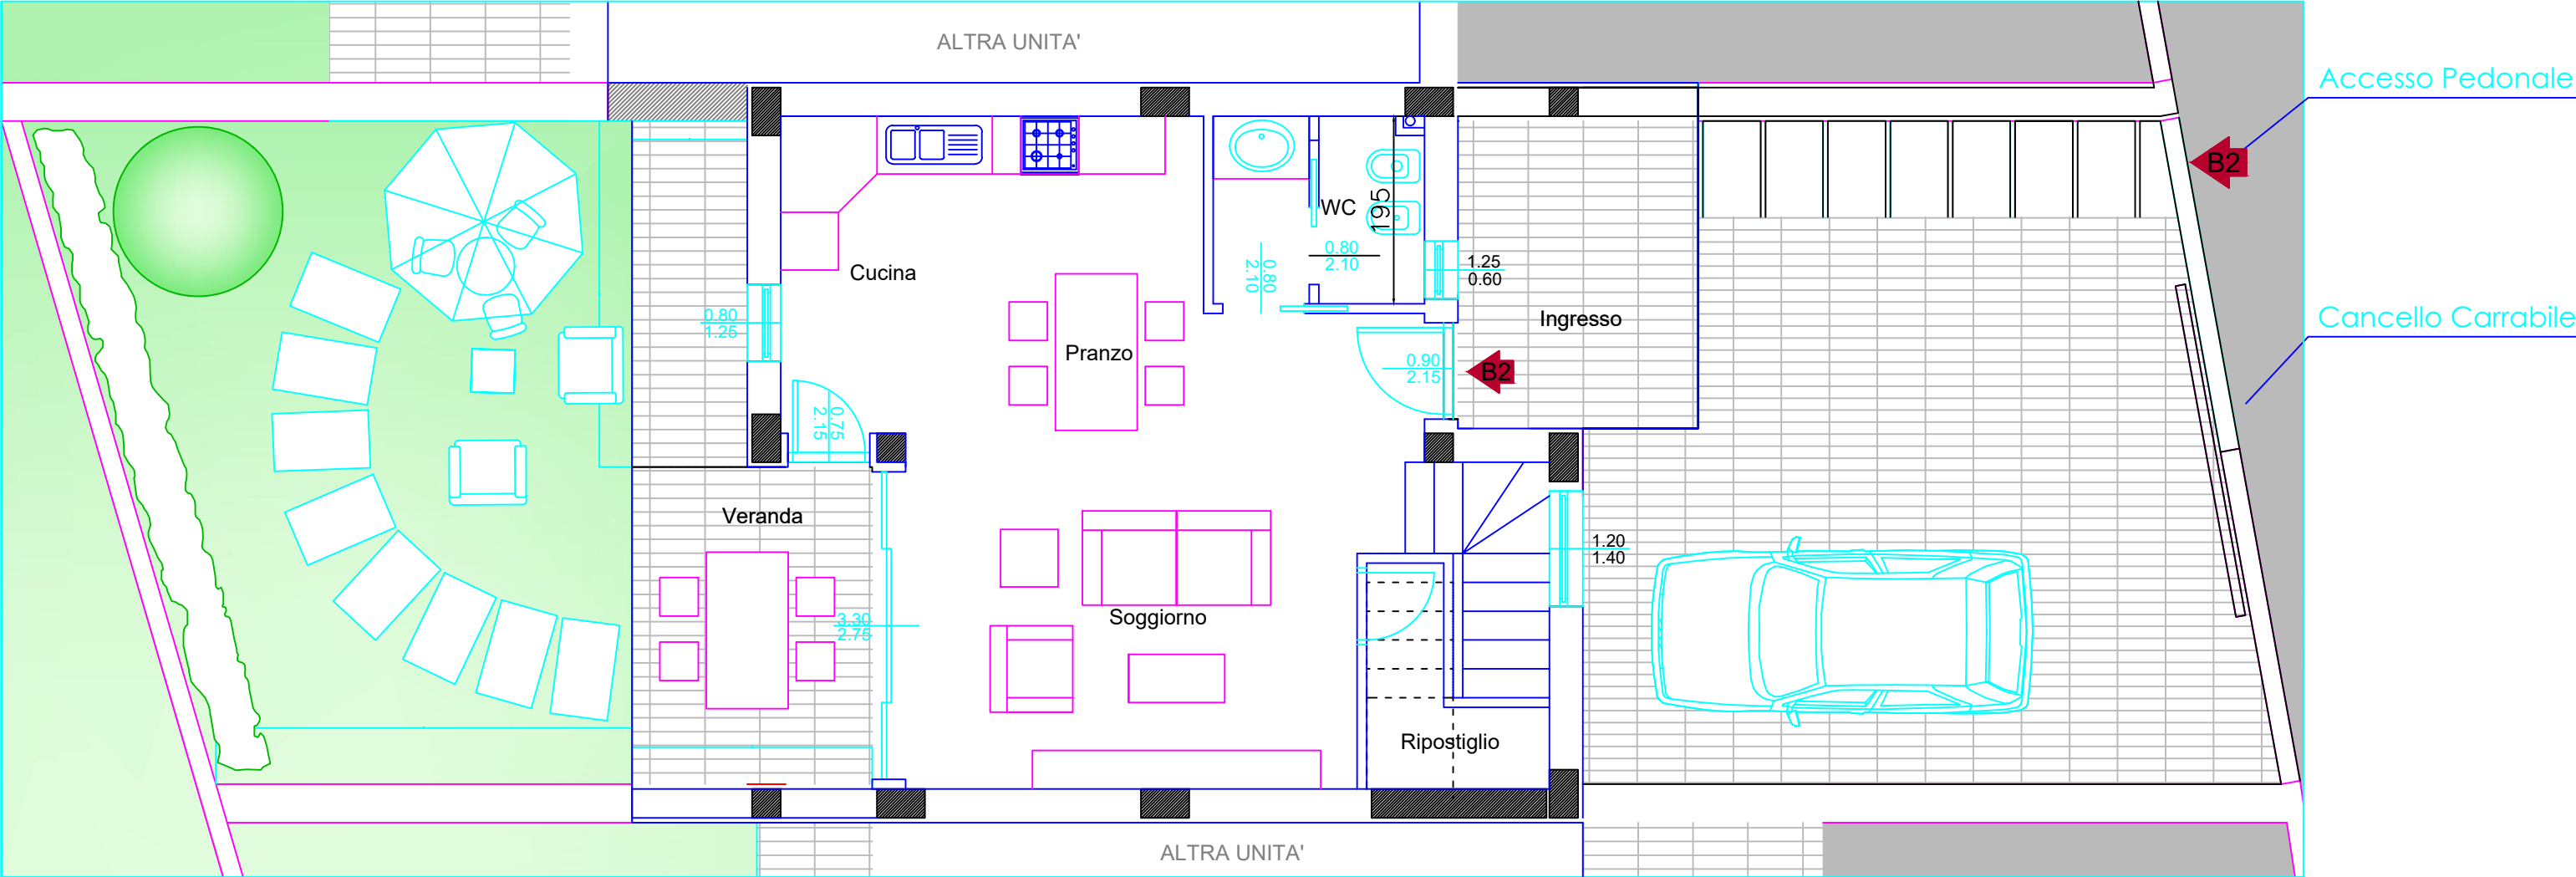 ALTRA UNITA'
Accesso Pedonale
B2
WC
195
0.80
2.10
0.80
2.10
1.25
0.60
Cucina
Ingresso
Cancello Carrabile
0.80
1.25
Pranzo
0.90
2.15
B2
0.75
2.15
Veranda
1.20
1.40
Soggiorno
3.30
2.75
Ripostiglio
ALTRA UNITA'